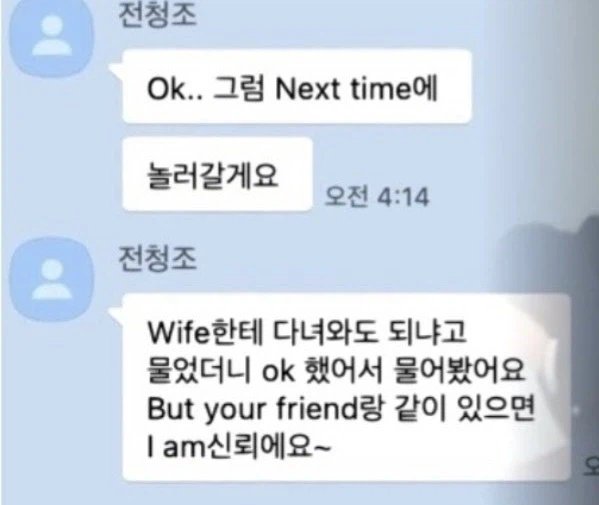 전청조
Ok.. 그럼 Next time에
놀러갈게요
오전 4:14
전청조
Wife한테 다녀와도 되냐고
물었더니 ok 했어서 물어봤어요
But your friend랑 같이 있으면
I am신뢰에요~